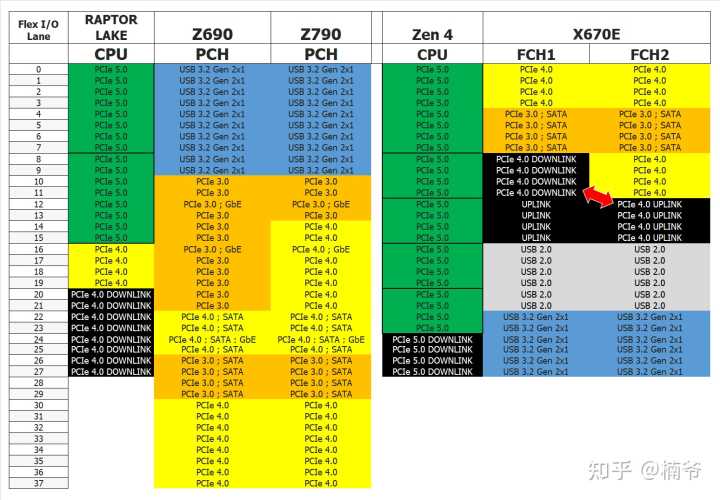 Flex I/O Lane RAPTOR LAKE Z690 Z790 Zen 4 X670E
CPU PCH PCH CPU FCH1 FCH2
0 PCIe 5.0 USB 3.2 Gen 2x1 USB 3.2 Gen 2x1 PCIe 5.0 PCIe 4.0 PCIe 4.0
1 PCIe 5.0 USB 3.2 Gen 2x1 USB 3.2 Gen 2x1 PCIe 5.0 PCIe 4.0 PCIe 4.0
2 PCIe 5.0 USB 3.2 Gen 2x1 USB 3.2 Gen 2x1 PCIe 5.0 PCIe 4.0 PCIe 4.0
3 PCIe 5.0 USB 3.2 Gen 2x1 USB 3.2 Gen 2x1 PCIe 5.0 PCIe 4.0 PCIe 4.0
4 PCIe 5.0 USB 3.2 Gen 2x1 USB 3.2 Gen 2x1 PCIe 5.0 PCIe 3.0 ; SATA PCIe 3.0 ; SATA
5 PCIe 5.0 USB 3.2 Gen 2x1 USB 3.2 Gen 2x1 PCIe 5.0 PCIe 3.0 ; SATA PCIe 3.0 ; SATA
6 PCIe 5.0 USB 3.2 Gen 2x1 USB 3.2 Gen 2x1 PCIe 5.0 PCIe 3.0 ; SATA PCIe 3.0 ; SATA
7 PCIe 5.0 USB 3.2 Gen 2x1 USB 3.2 Gen 2x1 PCIe 5.0 PCIe 3.0 ; SATA PCIe 3.0 ; SATA
8 PCIe 5.0 USB 3.2 Gen 2x1 USB 3.2 Gen 2x1 PCIe 5.0 PCIe 4.0 DOWNLINK PCIe 4.0
9 PCIe 5.0 USB 3.2 Gen 2x1 USB 3.2 Gen 2x1 PCIe 5.0 PCIe 4.0 DOWNLINK PCIe 4.0
10 PCIe 5.0 PCIe 3.0 PCIe 3.0 PCIe 5.0 PCIe 4.0 DOWNLINK PCIe 4.0
11 PCIe 5.0 PCIe 3.0 PCIe 3.0 PCIe 5.0 PCIe 4.0 DOWNLINK PCIe 4.0
12 PCIe 5.0 PCIe 3.0 ; GbE PCIe 3.0 ; GbE PCIe 5.0 UPLINK PCIe 4.0 UPLINK
13 PCIe 5.0 PCIe 3.0 PCIe 3.0 PCIe 5.0 UPLINK PCIe 4.0 UPLINK
14 PCIe 5.0 PCIe 3.0 PCIe 4.0 PCIe 5.0 UPLINK PCIe 4.0 UPLINK
15 PCIe 5.0 PCIe 3.0 PCIe 4.0 PCIe 5.0 UPLINK PCIe 4.0 UPLINK
16 PCIe 4.0 PCIe 3.0 ; GbE PCIe 4.0 ; GbE PCIe 5.0 USB 2.0 USB 2.0
17 PCIe 4.0 PCIe 3.0 PCIe 4.0 PCIe 5.0 USB 2.0 USB 2.0
18 PCIe 4.0 PCIe 3.0 PCIe 4.0 PCIe 5.0 USB 2.0 USB 2.0
19 PCIe 4.0 PCIe 3.0 PCIe 4.0 PCIe 5.0 USB 2.0 USB 2.0
20 PCIe 4.0 DOWNLINK PCIe 3.0 PCIe 4.0 PCIe 5.0 USB 2.0 USB 2.0
21 PCIe 4.0 DOWNLINK PCIe 3.0 PCIe 4.0 PCIe 5.0 USB 2.0 USB 2.0
22 PCIe 4.0 DOWNLINK PCIe 4.0 ; SATA PCIe 4.0 ; SATA PCIe 5.0 USB 3.2 Gen 2x1 USB 3.2 Gen 2x1
23 PCIe 4.0 DOWNLINK PCIe 4.0 ; SATA PCIe 4.0 ; SATA PCIe 5.0 USB 3.2 Gen 2x1 USB 3.2 Gen 2x1
24 PCIe 4.0 DOWNLINK PCIe 4.0 ; SATA ; GbE PCIe 4.0 ; SATA ; GbE PCIe 5.0 DOWNLINK USB 3.2 Gen 2x1 USB 3.2 Gen 2x1
25 PCIe 4.0 DOWNLINK PCIe 4.0 ; SATA PCIe 4.0 ; SATA PCIe 5.0 DOWNLINK USB 3.2 Gen 2x1 USB 3.2 Gen 2x1
26 PCIe 4.0 DOWNLINK PCIe 3.0 ; SATA PCIe 3.0 ; SATA PCIe 5.0 DOWNLINK USB 3.2 Gen 2x1 USB 3.2 Gen 2x1
27 PCIe 4.0 DOWNLINK PCIe 3.0 ; SATA PCIe 3.0 ; SATA PCIe 5.0 DOWNLINK USB 3.2 Gen 2x1 USB 3.2 Gen 2x1
28 PCIe 3.0 ; SATA PCIe 3.0 ; SATA
29 PCIe 3.0 ; SATA PCIe 3.0 ; SATA
30 PCIe 4.0 PCIe 4.0
31 PCIe 4.0 PCIe 4.0
32 PCIe 4.0 PCIe 4.0
33 PCIe 4.0 PCIe 4.0
34 PCIe 4.0 PCIe 4.0
35 PCIe 4.0 PCIe 4.0
36 PCIe 4.0 PCIe 4.0
37 PCIe 4.0 PCIe 4.0
知乎 @楠爷